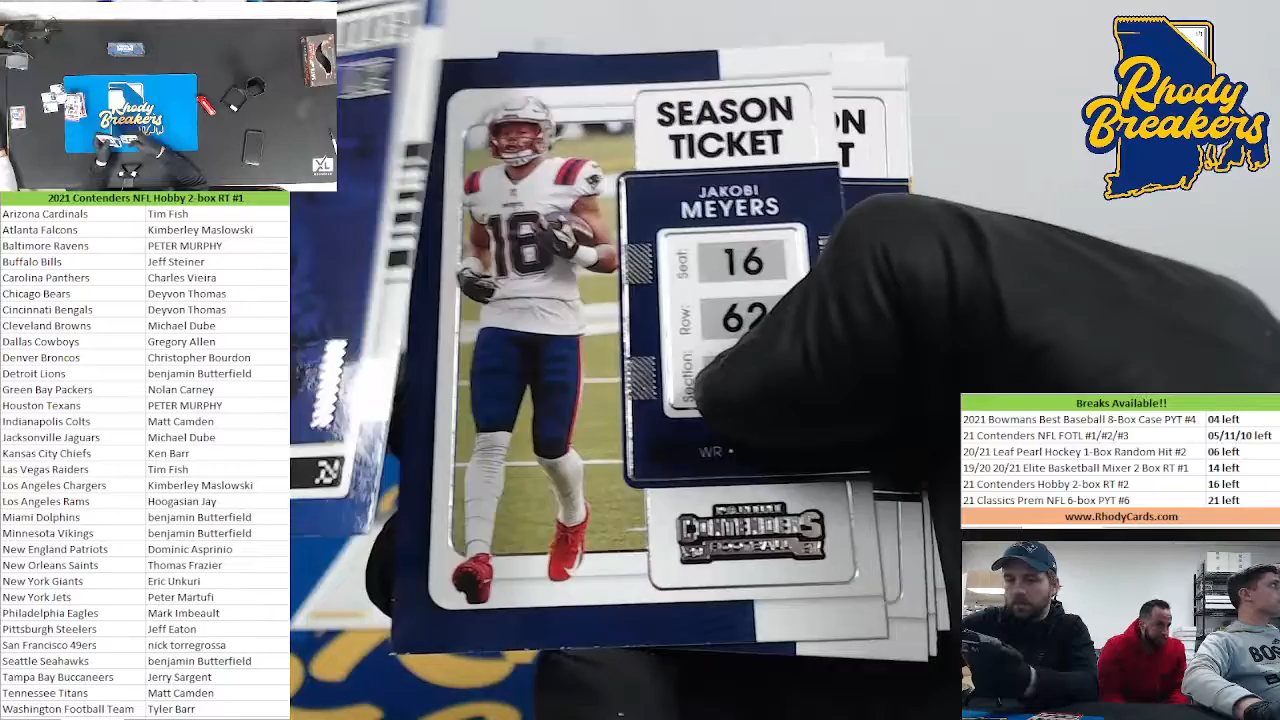 Rhody
Breakers
2021 Contenders NFL Hobby 2-box RT #1
Arizona Cardinals Tim Fish
Atlanta Falcons Kimberley Maslowski
Baltimore Ravens PETER MURPHY
Buffalo Bills Jeff Steiner
Carolina Panthers Charles Vieira
Chicago Bears Deyvon Thomas
Cincinnati Bengals Deyvon Thomas
Cleveland Browns Michael Dube
Dallas Cowboys Gregory Allen
Denver Broncos Christopher Bourdon
Detroit Lions benjamin Butterfield
Green Bay Packers Nolan Carney
Houston Texans PETER MURPHY
Indianapolis Colts Matt Camden
Jacksonville Jaguars Michael Dube
Kansas City Chiefs Ken Barr
Las Vegas Raiders Tim Fish
Los Angeles Chargers Kimberley Maslowski
Los Angeles Rams Hoogasian Jay
Miami Dolphins benjamin Butterfield
Minnesota Vikings benjamin Butterfield
New England Patriots Dominic Asprinio
New Orleans Saints Thomas Frazier
New York Giants Eric Unkuri
New York Jets Peter Martufi
Philadelphia Eagles Mark Imbeault
Pittsburgh Steelers Jeff Eaton
San Francisco 49ers nick torregrossa
Seattle Seahawks benjamin Butterfield
Tampa Bay Buccaneers Jerry Sargent
Tennessee Titans Matt Camden
Washington Football Team Tyler Barr
SEASON
TICKET
JAKOBI
MEYERS
Seat: 16
Row: 62
Section:
WR •
16
PANINI
CONTENDERS
FOOTBALL
ON
T
Rhody
Breakers
Breaks Available!!
2021 Bowmans Best Baseball 8-Box Case PYT #4 04 left
21 Contenders NFL FOTL #1/#2/#3 05/11/10 left
20/21 Leaf Pearl Hockey 1-Box Random Hit #2 06 left
19/20 20/21 Elite Basketball Mixer 2 Box RT #1 14 left
21 Contenders Hobby 2-box RT #2 16 left
21 Classics Prem NFL 6-box PYT #6 21 left
www.RhodyCards.com
BOS